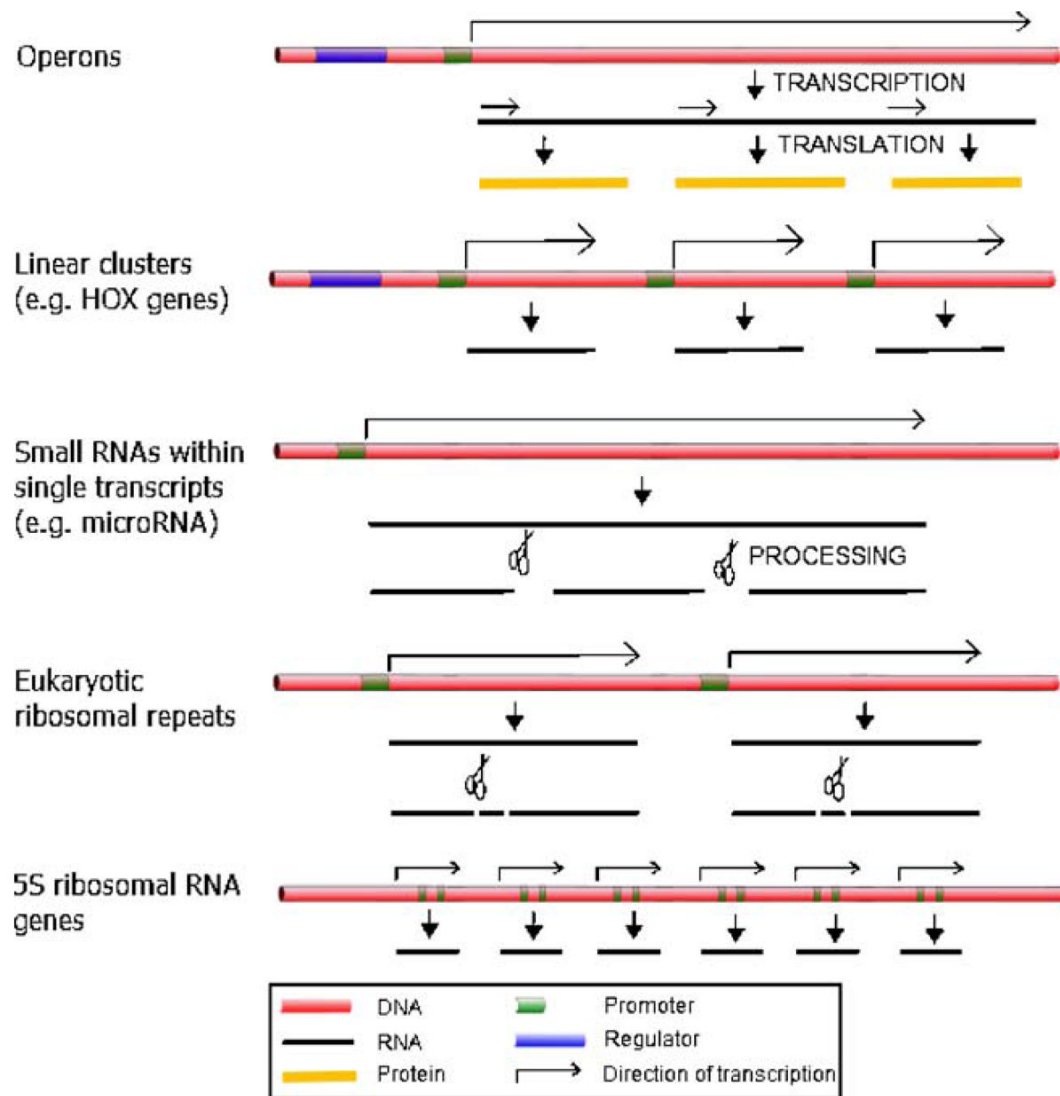 Operons
TRANSCRIPTION
TRANSLATION
Linear clusters
(e.g. HOX genes)
Small RNAs within
single transcripts
(e.g. microRNA)
PROCESSING
Eukaryotic
ribosomal repeats
5S ribosomal RNA
genes
DNA
Promoter
RNA
Regulator
Protein
Direction of transcription